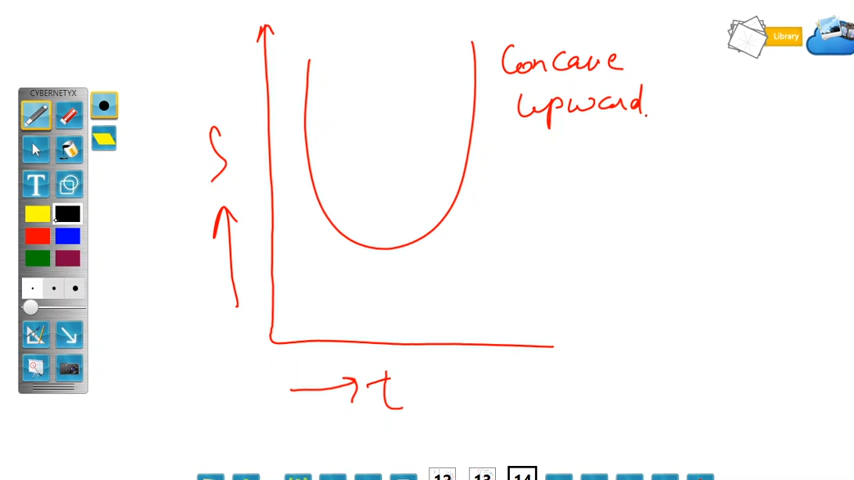 Library
CYBERNETYX
Concave
upward.
S
T
t
12 13 14